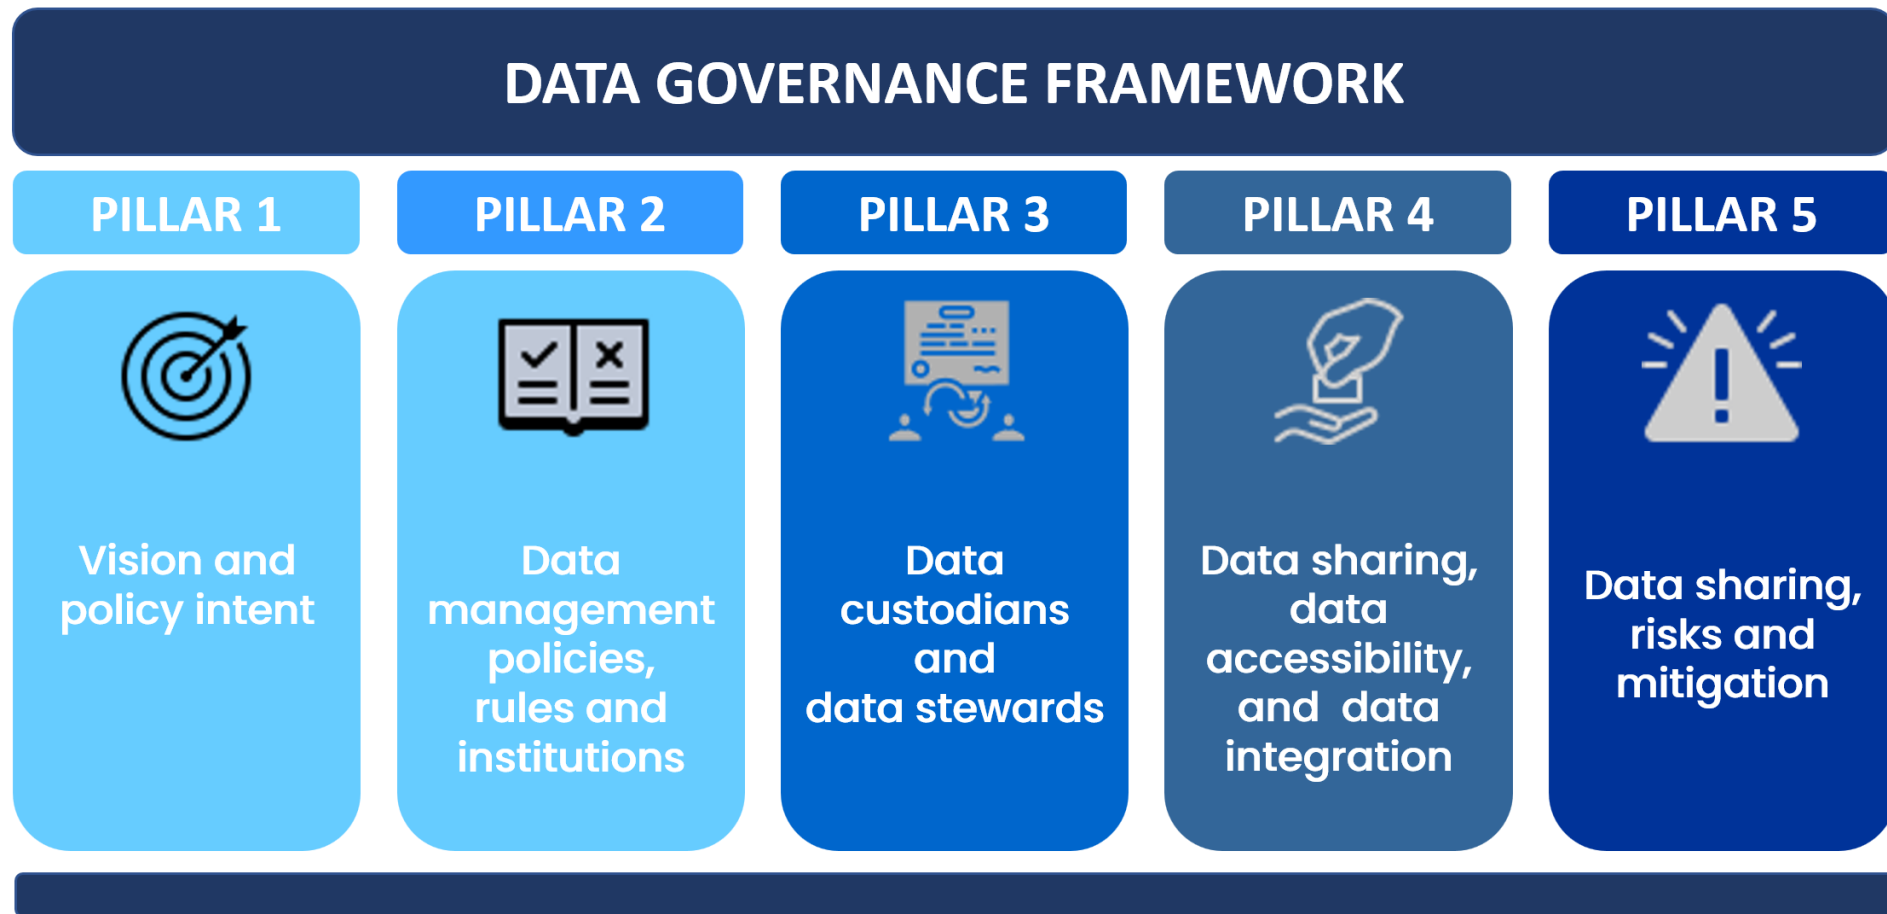 DATA GOVERNANCE FRAMEWORK
PILLAR 1
PILLAR 2
PILLAR 3
PILLAR 4
PILLAR 5
Vision and
policy intent
Data
management
policies,
rules and
institutions
Data
custodians
and
data stewards
Data sharing,
data
accessibility,
and data
integration
Data sharing,
risks and
mitigation